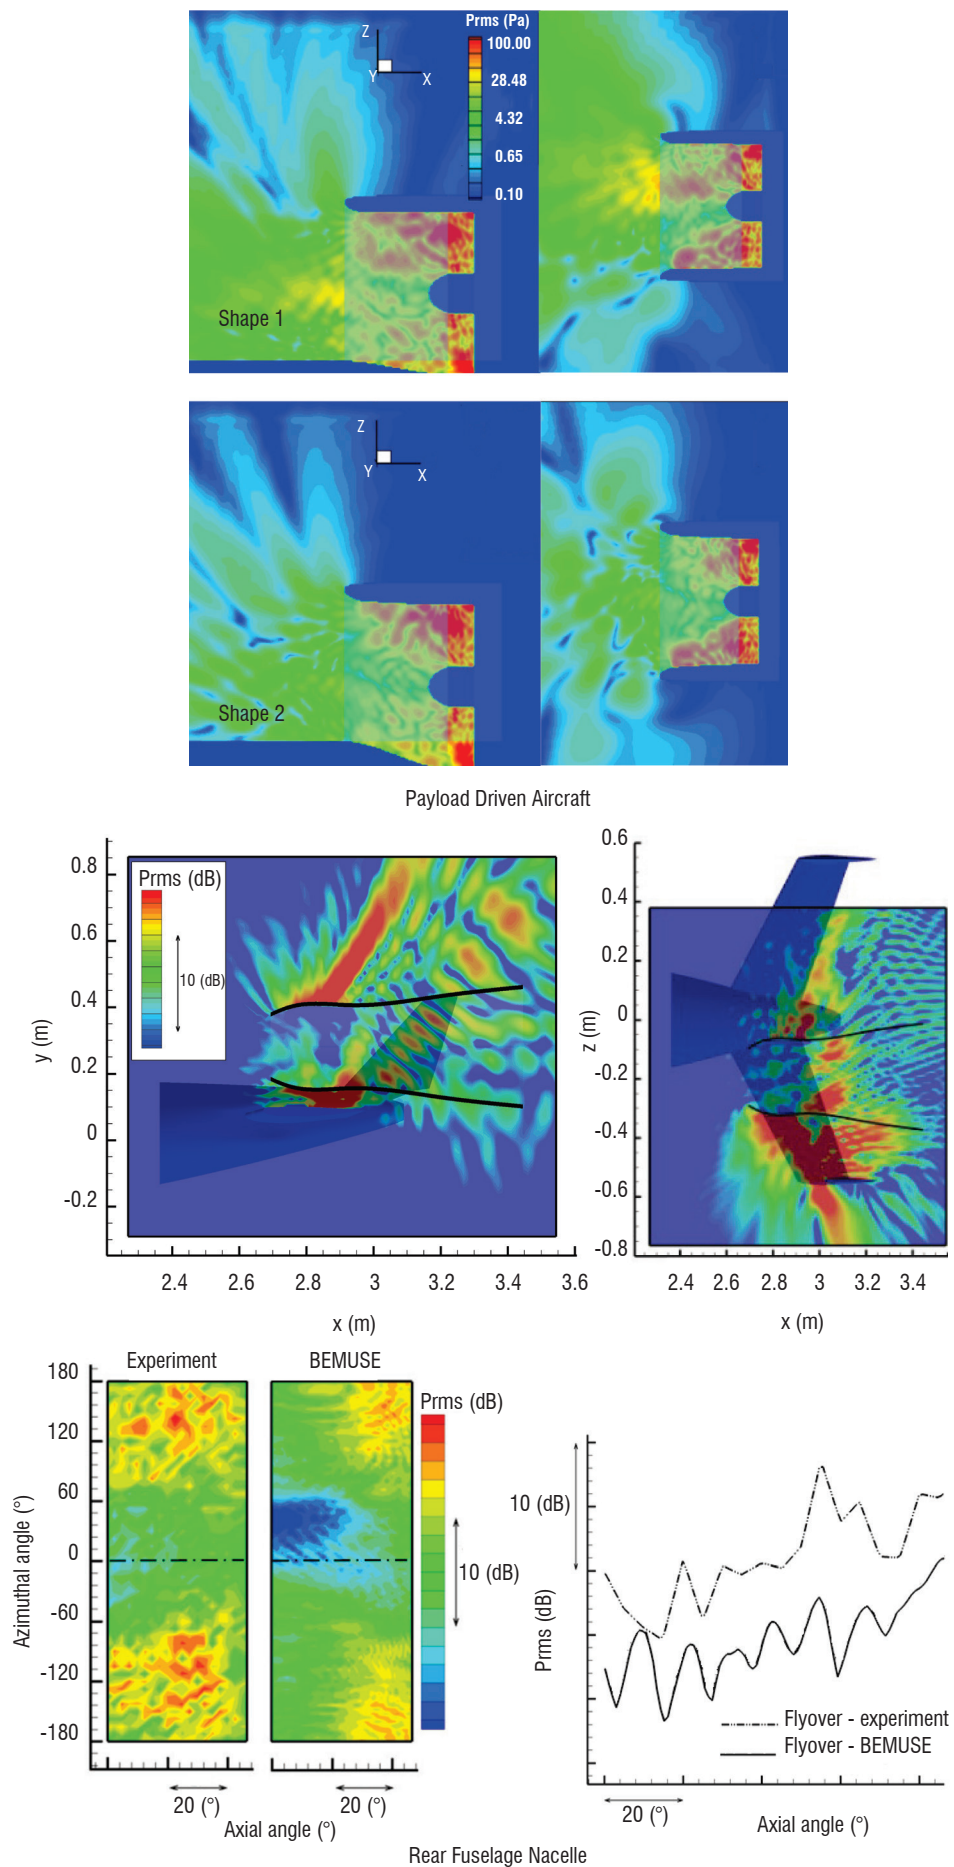 Prms (Pa)
100.00
28.48
4.32
0.65
0.10
Z
Y
X
Shape 1
Z
Y
X
Shape 2
Payload Driven Aircraft
Prms (dB)
10 (dB)
0.8
0.6
0.4
0.2
0
-0.2
y (m)
2.4 2.6 2.8 3 3.2 3.4 3.6
x (m)
0.6
0.4
0.2
0
-0.2
-0.4
-0.6
-0.8
z (m)
2.4 2.6 2.8 3 3.2 3.4
x (m)
Experiment
BEMUSE
180
120
60
0
-60
-120
-180
Azimuthal angle (°)
Prms (dB)
10 (dB)
20 (°)
20 (°)
Axial angle (°)
10 (dB)
Prms (dB)
Flyover - experiment
Flyover - BEMUSE
20 (°)
Axial angle (°)
Rear Fuselage Nacelle